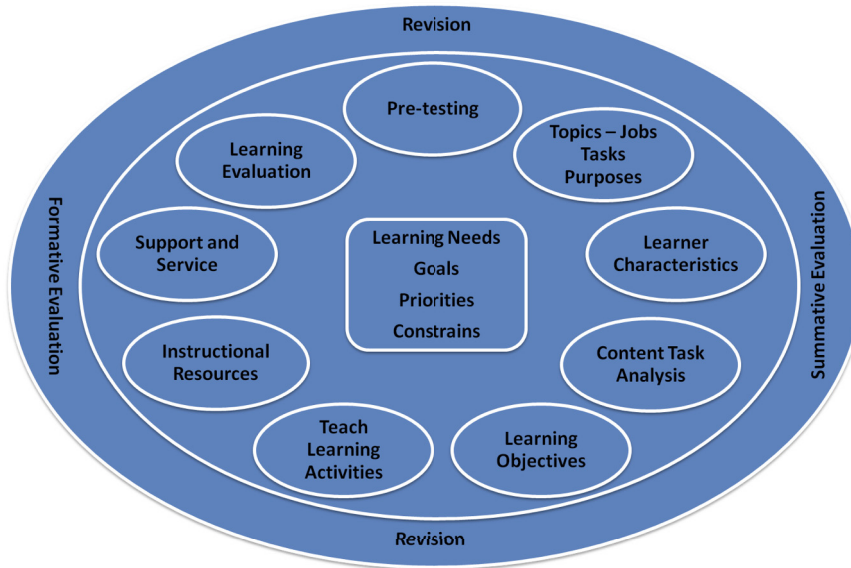 Revision
Pre-testing
Topics – Jobs
Tasks
Purposes
Learning
Evaluation
Formative Evaluation
Summative Evaluation
Support and
Service
Learning Needs
Goals
Priorities
Constrains
Learner
Characteristics
Instructional
Resources
Content Task
Analysis
Teach
Learning
Activities
Learning
Objectives
Revision